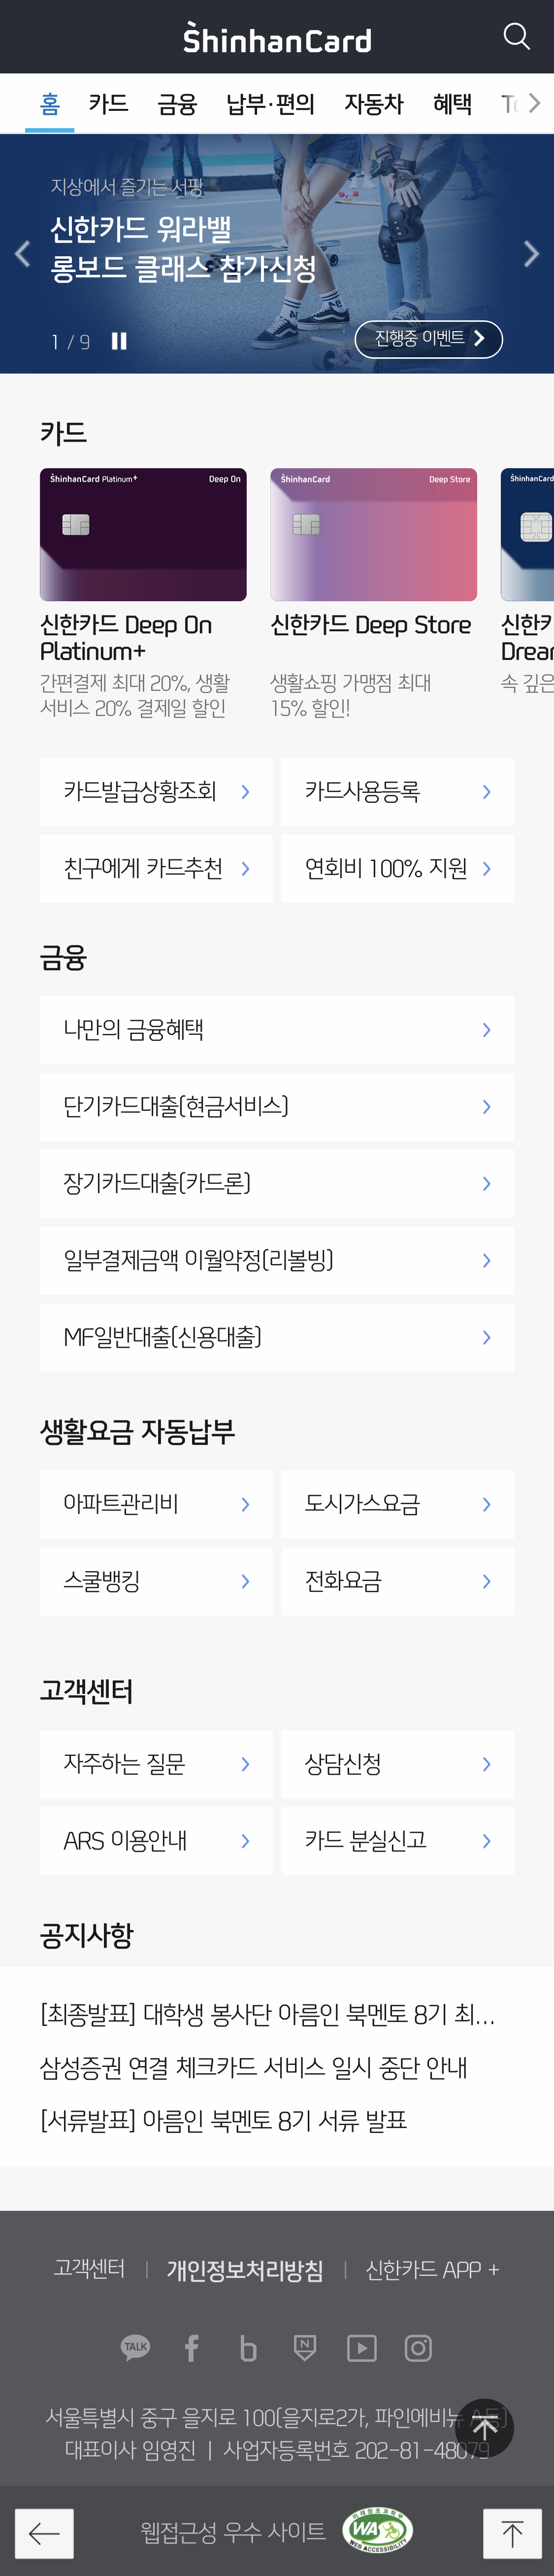 ShinhanCard
홈 카드 금융 납부·편의 자동차 혜택
지상에서 즐기는 서핑
신한카드 워라밸
롱보드 클래스 참가신청
1 / 9
진행중 이벤트
카드
ShinhanCard Platinum+ Deep On
ShinhanCard Deep Store
ShinhanCard
신한카드 Deep On
Platinum+
간편결제 최대 20%, 생활
서비스 20% 결제일 할인
신한카드 Deep Store
생활쇼핑 가맹점 최대
15% 할인!
속 깊은
카드발급상황조회
카드사용등록
친구에게 카드추천
연회비 100% 지원
금융
나만의 금융혜택
단기카드대출(현금서비스)
장기카드대출(카드론)
일부결제금액 이월약정(리볼빙)
MF일반대출(신용대출)
생활요금 자동납부
아파트관리비
도시가스요금
스쿨뱅킹
전화요금
고객센터
자주하는 질문
상담신청
ARS 이용안내
카드 분실신고
공지사항
[최종발표] 대학생 봉사단 아름인 북멘토 8기 최...
삼성증권 연결 체크카드 서비스 일시 중단 안내
[서류발표] 아름인 북멘토 8기 서류 발표
고객센터 | 개인정보처리방침 | 신한카드 APP +
TALK
서울특별시 중구 을지로 100(을지로2가, 파인에비뉴 A동)
대표이사 임영진 | 사업자등록번호 202-81-48079
웹접근성 우수 사이트
WA
WEB ACCESSIBILITY